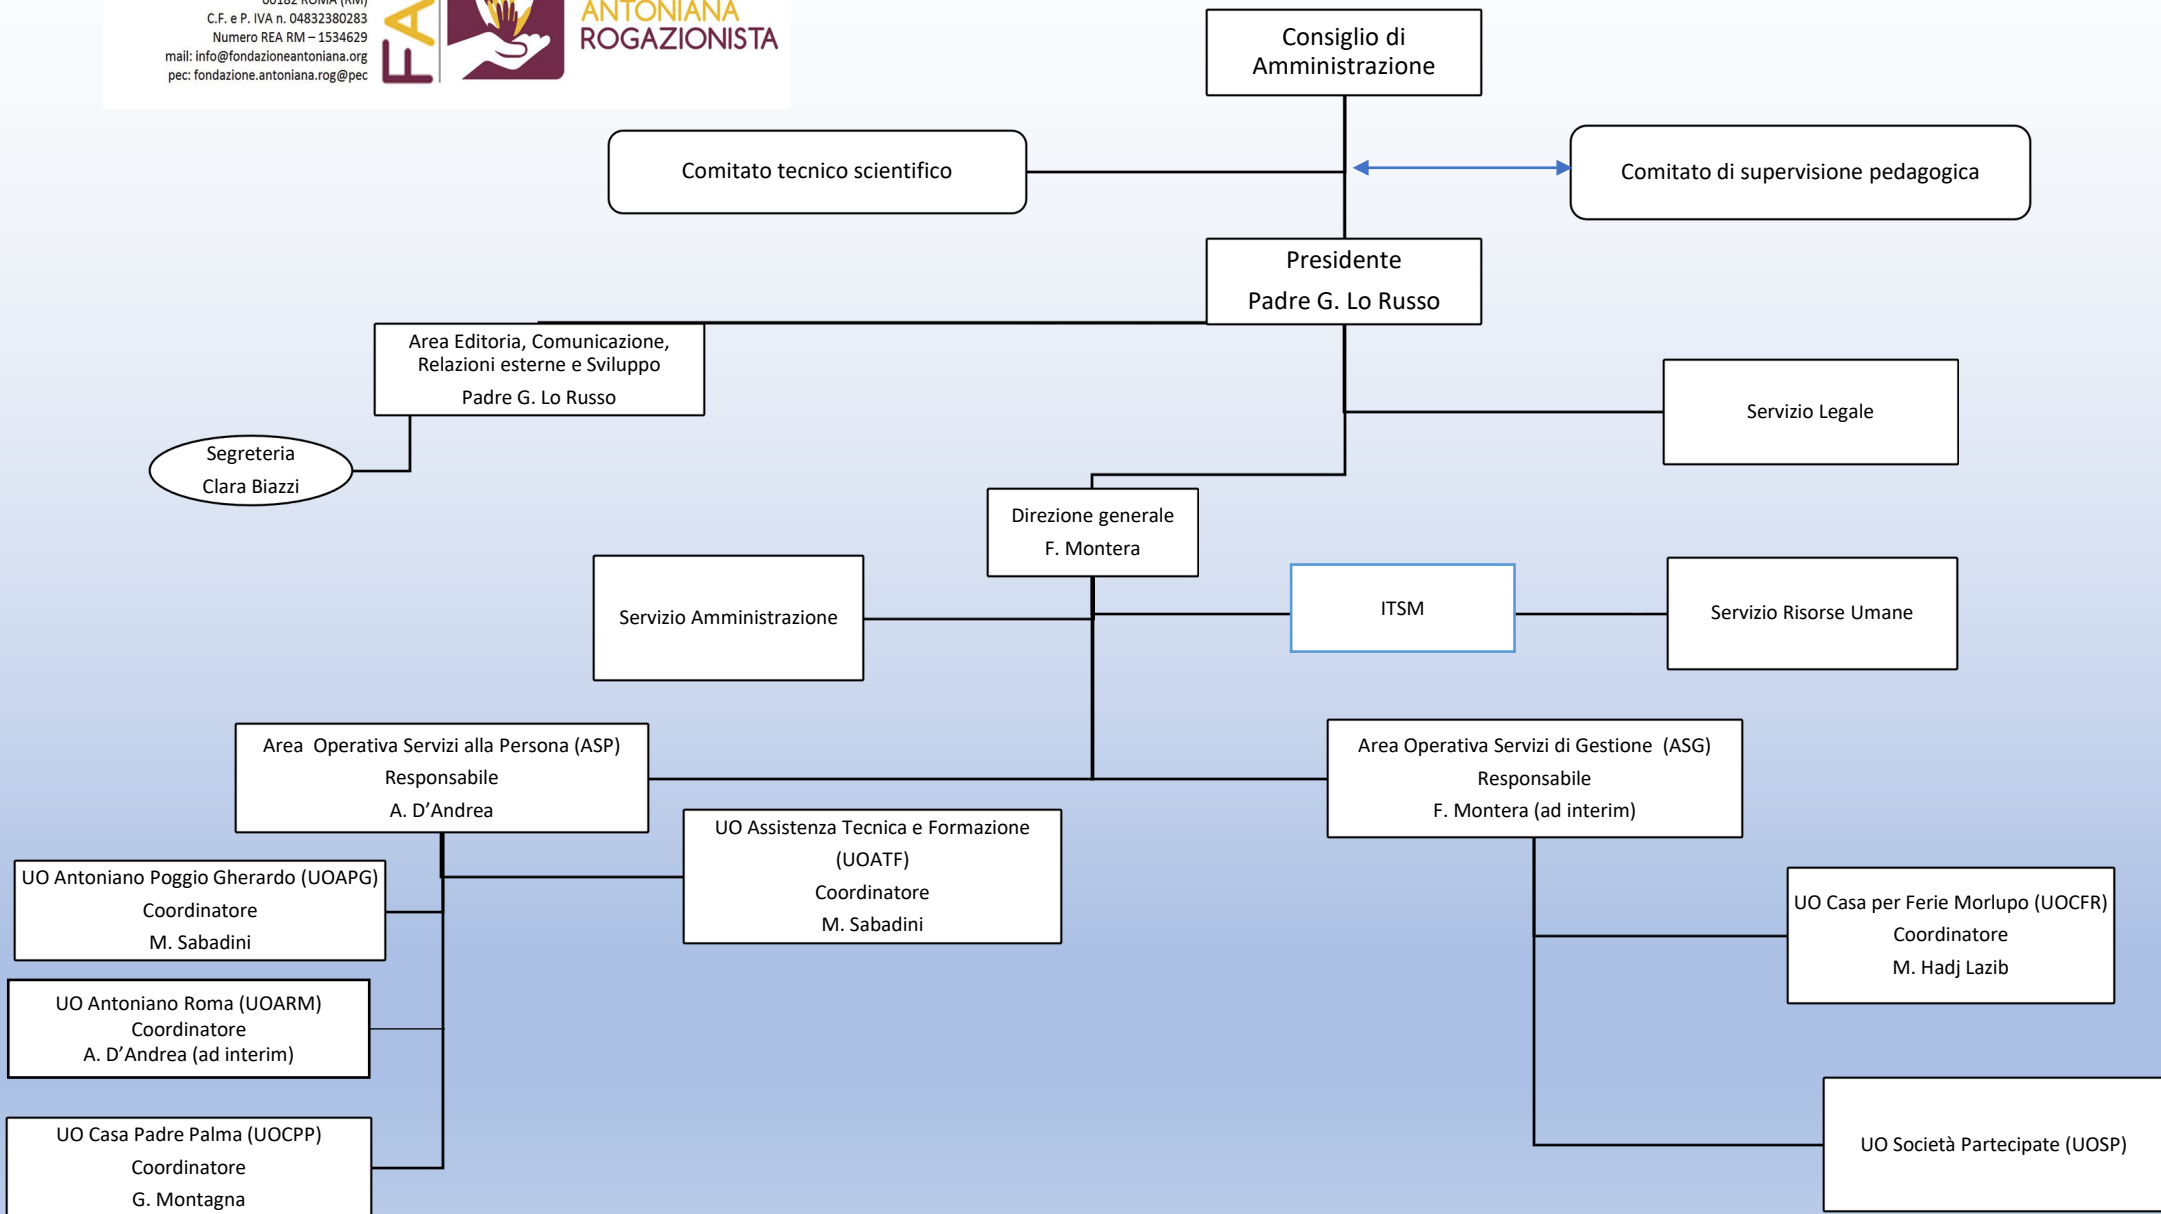 00182 ROMA (RM)
C.F. e P. IVA n. 04832380283
Numero REA RM – 1534629
mail: info@fondazioneantoniana.org
pec: fondazione.antoniana.rog@pec
FA
ANTONIANA
ROGAZIONISTA
Consiglio di
Amministrazione
Comitato tecnico scientifico
Comitato di supervisione pedagogica
Presidente
Padre G. Lo Russo
Area Editoria, Comunicazione,
Relazioni esterne e Sviluppo
Padre G. Lo Russo
Servizio Legale
Segreteria
Clara Biazzi
Direzione generale
F. Montera
Servizio Amministrazione
ITSM
Servizio Risorse Umane
Area  Operativa Servizi alla Persona (ASP)
Responsabile
A. D’Andrea
Area Operativa Servizi di Gestione  (ASG)
Responsabile
F. Montera (ad interim)
UO Assistenza Tecnica e Formazione
(UOATF)
Coordinatore
M. Sabadini
UO Antoniano Poggio Gherardo (UOAPG)
Coordinatore
M. Sabadini
UO Casa per Ferie Morlupo (UOCFR)
Coordinatore
M. Hadj Lazib
UO Antoniano Roma (UOARM)
Coordinatore
A. D’Andrea (ad interim)
UO Casa Padre Palma (UOCPP)
Coordinatore
G. Montagna
UO Società Partecipate (UOSP)